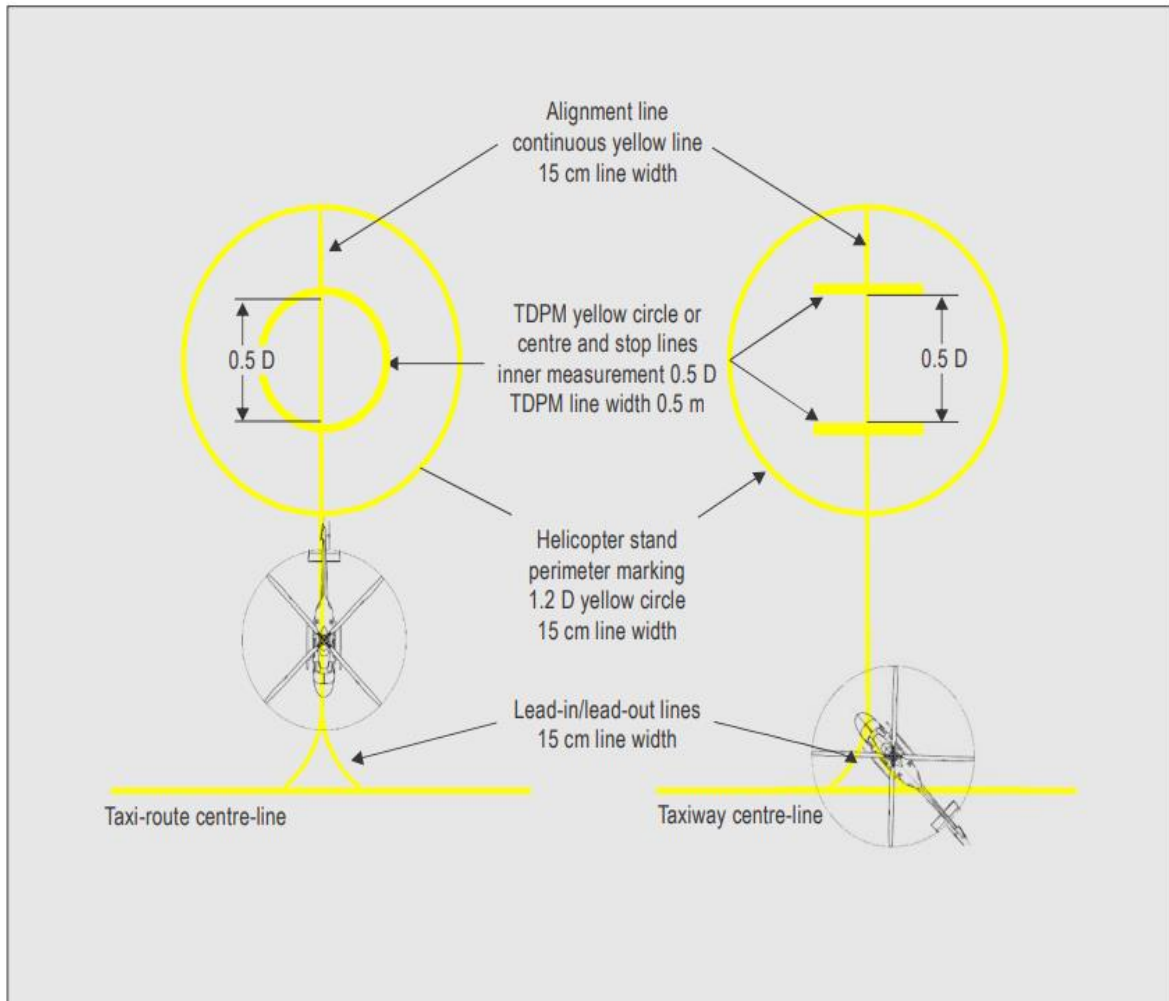 Alignment line
continuous yellow line
15 cm line width
TDPM yellow circle or
centre and stop lines
inner measurement 0.5 D
TDPM line width 0.5 m
0.5 D
0.5 D
Helicopter stand
perimeter marking
1.2 D yellow circle
15 cm line width
Lead-in/lead-out lines
15 cm line width
Taxi-route centre-line
Taxiway centre-line